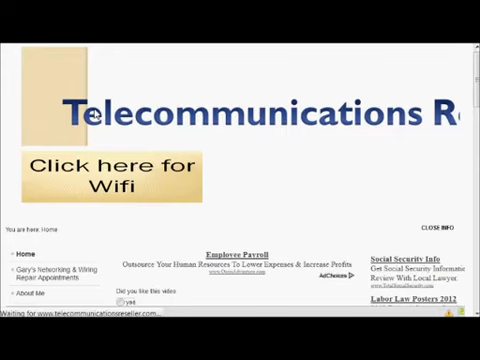 Telecommunications Re
Click here for
Wifi
You are here: Home
CLOSE INFO
Home
Gary's Networking & Wiring
Repair Appointments
About Me
Employee Payroll
Outsource Your Human Resources To Lower Expenses & Increase Profits
AdChoices
Did you like this video
yes
Social Security Info
Get Social Security Informatio
Review With Local Lawyer
Labor Law Posters 2012
Waiting for www.telecommunicationsreseller.com...